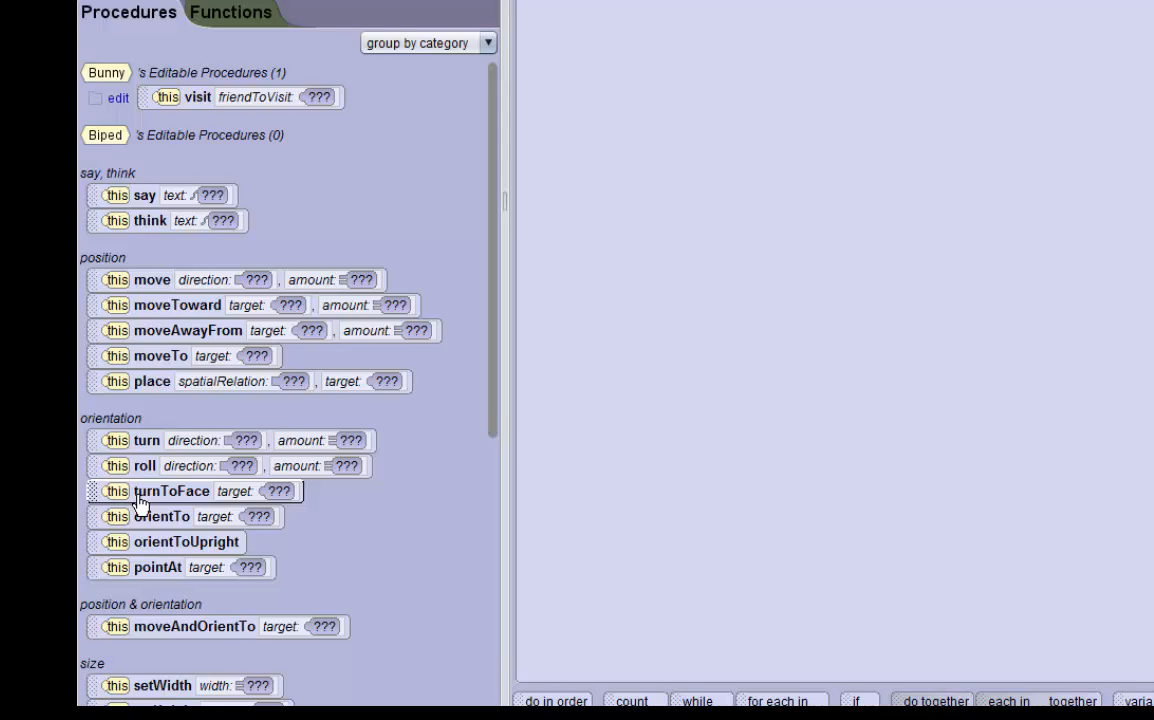 Procedures Functions
group by category
Bunny 's Editable Procedures (1)
edit this visit friendToVisit: ???
Biped 's Editable Procedures (0)
say, think
this say text: ???
this think text: ???
position
this move direction: ??? , amount: ???
this moveToward target: ??? , amount: ???
this moveAwayFrom target: ??? , amount: ???
this moveTo target: ???
this place spatialRelation: ??? , target: ???
orientation
this turn direction: ??? , amount: ???
this roll direction: ??? , amount: ???
this turnToFace target: ???
this orientTo target: ???
this orientToUpright
this pointAt target: ???
position & orientation
this moveAndOrientTo target: ???
size
this setWidth width: ???
do in order count while for each in if do together each in together